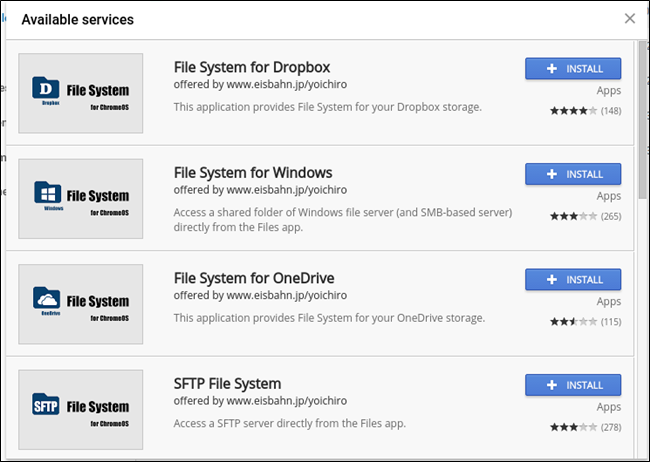 Available services
File System for Dropbox
offered by www.eisbahn.jp/yoichiro
This application provides File System for your Dropbox storage.
INSTALL
Apps
(148)
D
Dropbox
File System
for ChromeOS
File System for Windows
offered by www.eisbahn.jp/yoichiro
Access a shared folder of Windows file server (and SMB-based server)
directly from the Files app.
INSTALL
Apps
(265)
Windows
File System
for ChromeOS
File System for OneDrive
offered by www.eisbahn.jp/yoichiro
This application provides File System for your OneDrive storage.
INSTALL
Apps
(115)
OneDrive
File System
for ChromeOS
SFTP File System
offered by www.eisbahn.jp/yoichiro
Access a SFTP server directly from the Files app.
INSTALL
Apps
(278)
SFTP
File System
for ChromeOS